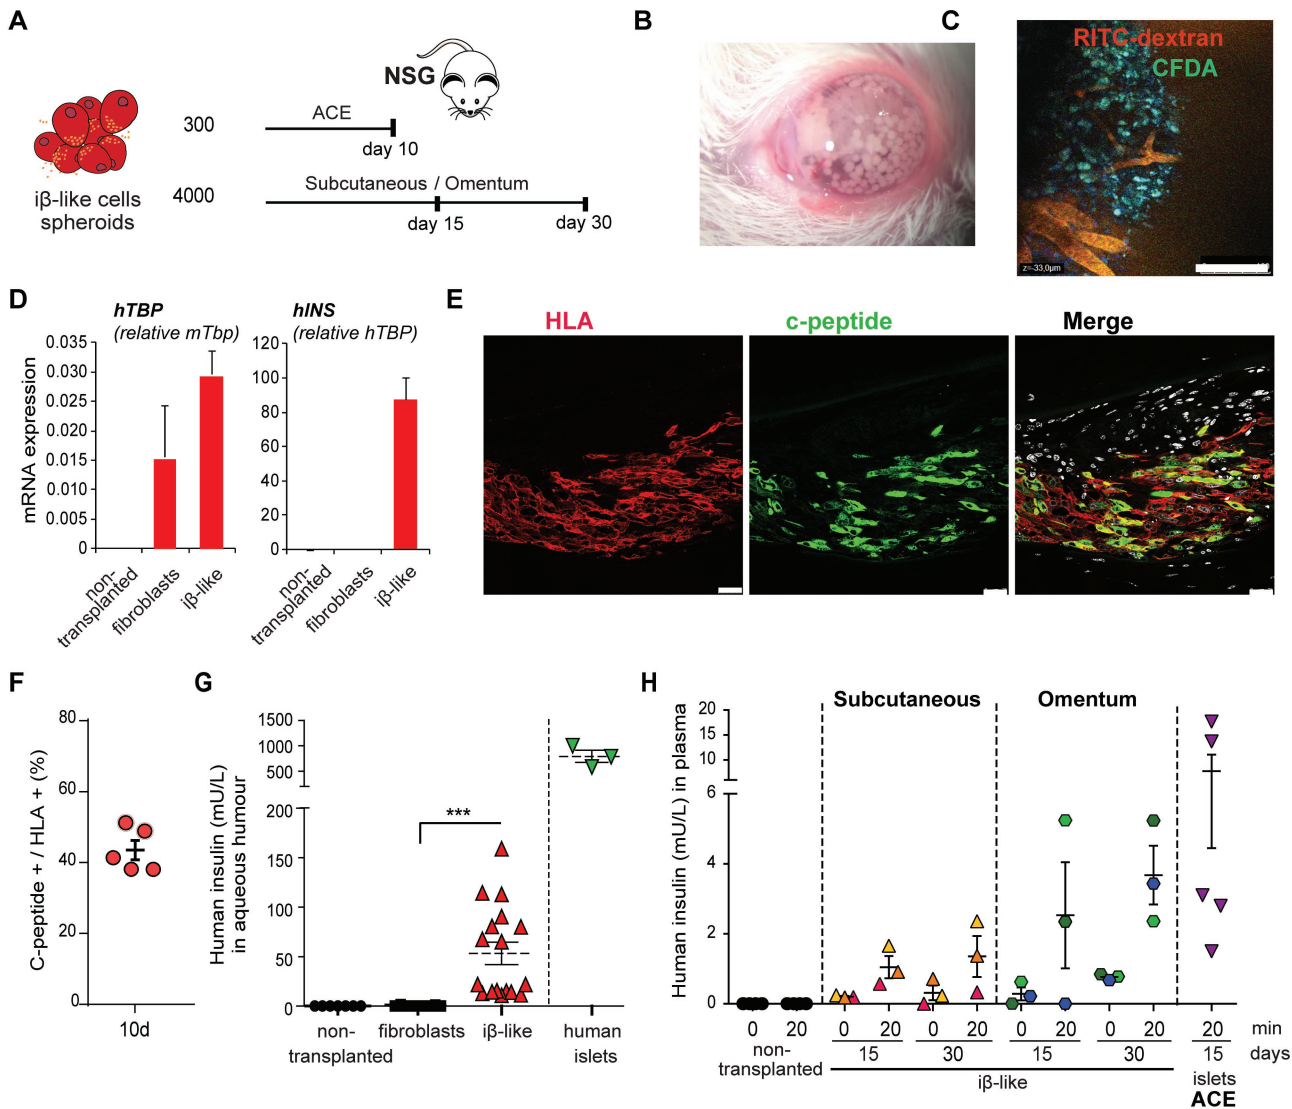 A
NSG
300
ACE
day 10
4000
Subcutaneous / Omentum
day 15
day 30
iβ-like cells
spheroids
B
C
RITC-dextran
CFDA
z=-33,0µm
D
hTBP
(relative mTbp)
mRNA expression
0.035
0.030
0.025
0.020
0.015
0.010
0.005
0
non-
transplanted
fibroblasts
iβ-like
hINS
(relative hTBP)
120
100
80
60
40
20
0
non-
transplanted
fibroblasts
iβ-like
E
HLA
c-peptide
Merge
F
C-peptide + / HLA + (%)
80
60
40
20
0
10d
G
Human insulin (mU/L)
in aqueous humour
1500
1000
500
200
150
100
50
0
***
non-
transplanted
fibroblasts
iβ-like
human
islets
H
Subcutaneous
Omentum
Human insulin (mU/L) in plasma
20
15
10
6
4
2
0
0 20 0 20 0 20 0 20 0 20 20 min
non-
transplanted
15 30 15 30 15 days
iβ-like
islets
ACE